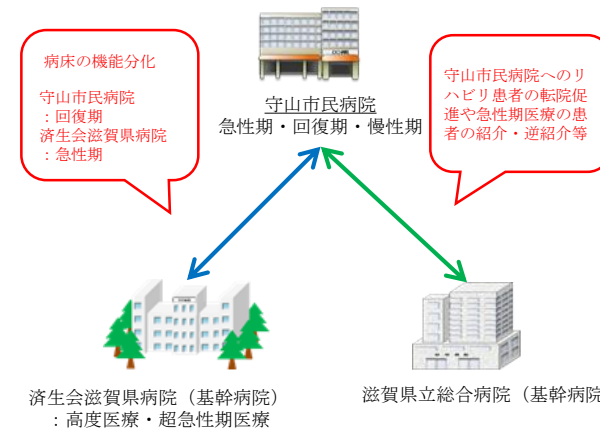 病床の機能分化
守山市民病院
：回復期
済生会滋賀県病院
：急性期
守山市民病院へのリ
ハビリ患者の転院促
進や急性期医療の患
者の紹介・逆紹介等
守山市民病院
急性期・回復期・慢性期
済生会滋賀県病院（基幹病院）
：高度医療・超急性期医療
滋賀県立総合病院（基幹病院